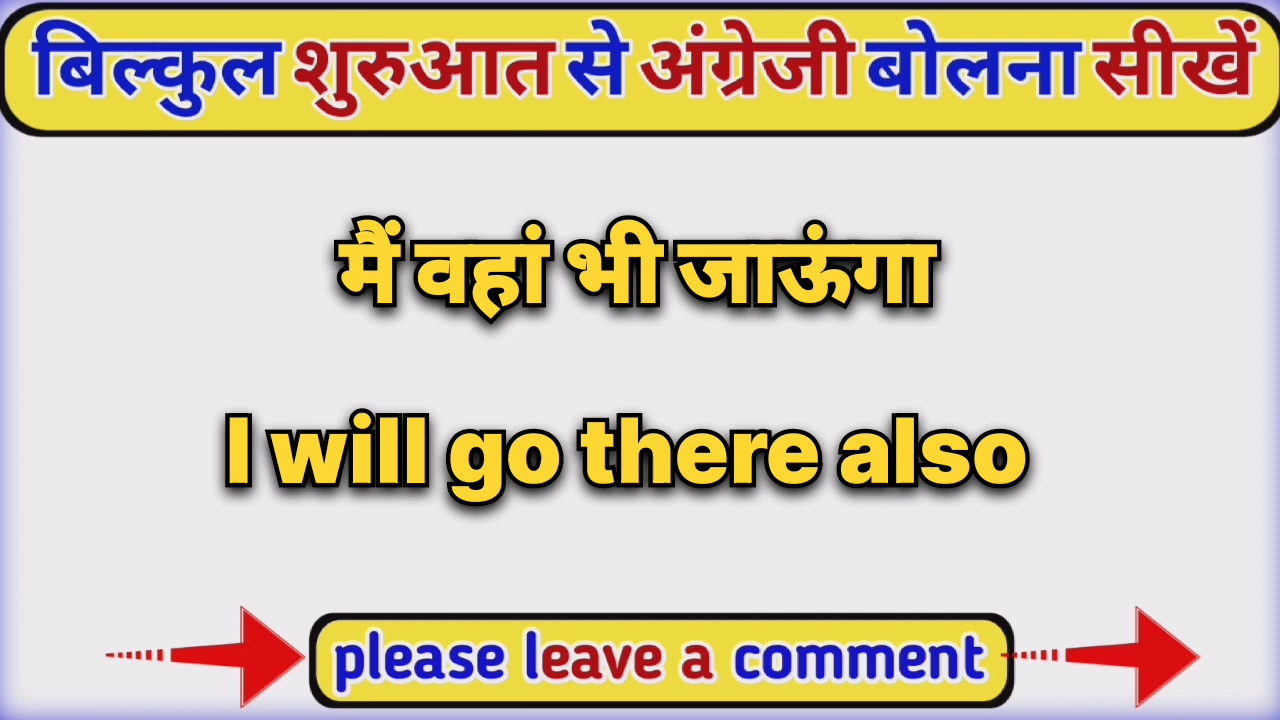 बिल्कुल शुरुआत से अंग्रेजी बोलना सीखें
मैं वहां भी जाऊंगा
I will go there also
please leave a comment